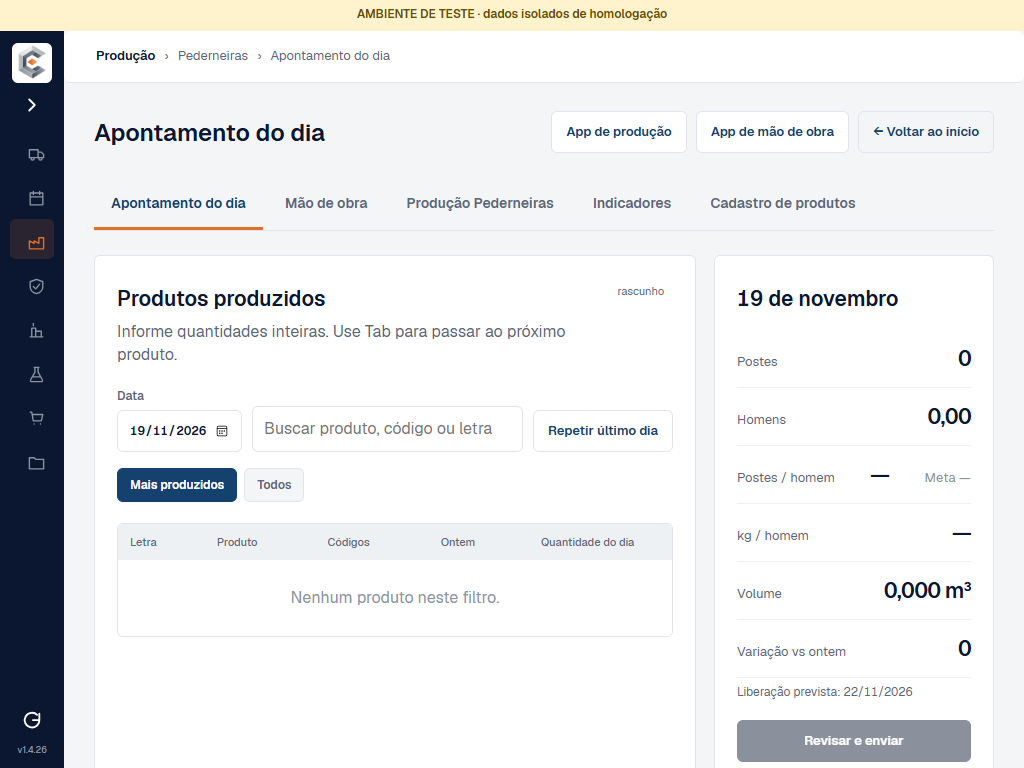 AMBIENTE DE TESTE · dados isolados de homologação
Produção › Pederneiras › Apontamento do dia
Apontamento do dia
App de produção
App de mão de obra
← Voltar ao início
Apontamento do dia
Mão de obra
Produção Pederneiras
Indicadores
Cadastro de produtos
Produtos produzidos
rascunho
Informe quantidades inteiras. Use Tab para passar ao próximo
produto.
Data
19/11/2026
Buscar produto, código ou letra
Repetir último dia
Mais produzidos
Todos
Letra Produto Códigos Ontem Quantidade do dia
Nenhum produto neste filtro.
19 de novembro
Postes 0
Homens 0,00
Postes / homem — Meta —
kg / homem —
Volume 0,000 m³
Variação vs ontem 0
Liberação prevista: 22/11/2026
Revisar e enviar
v1.4.26